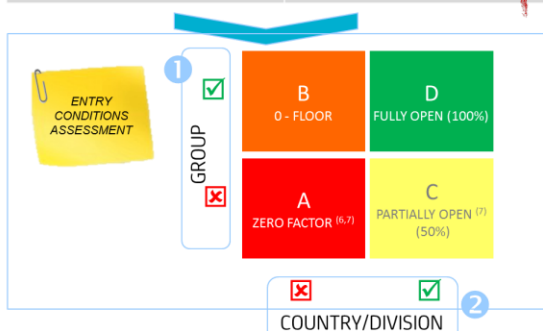 1
ENTRY
CONDITIONS
ASSESSMENT
GROUP
B
0 - FLOOR
D
FULLY OPEN (100%)
A
ZERO FACTOR (6,7)
C
PARTIALLY OPEN (7)
(50%)
2
COUNTRY/DIVISION